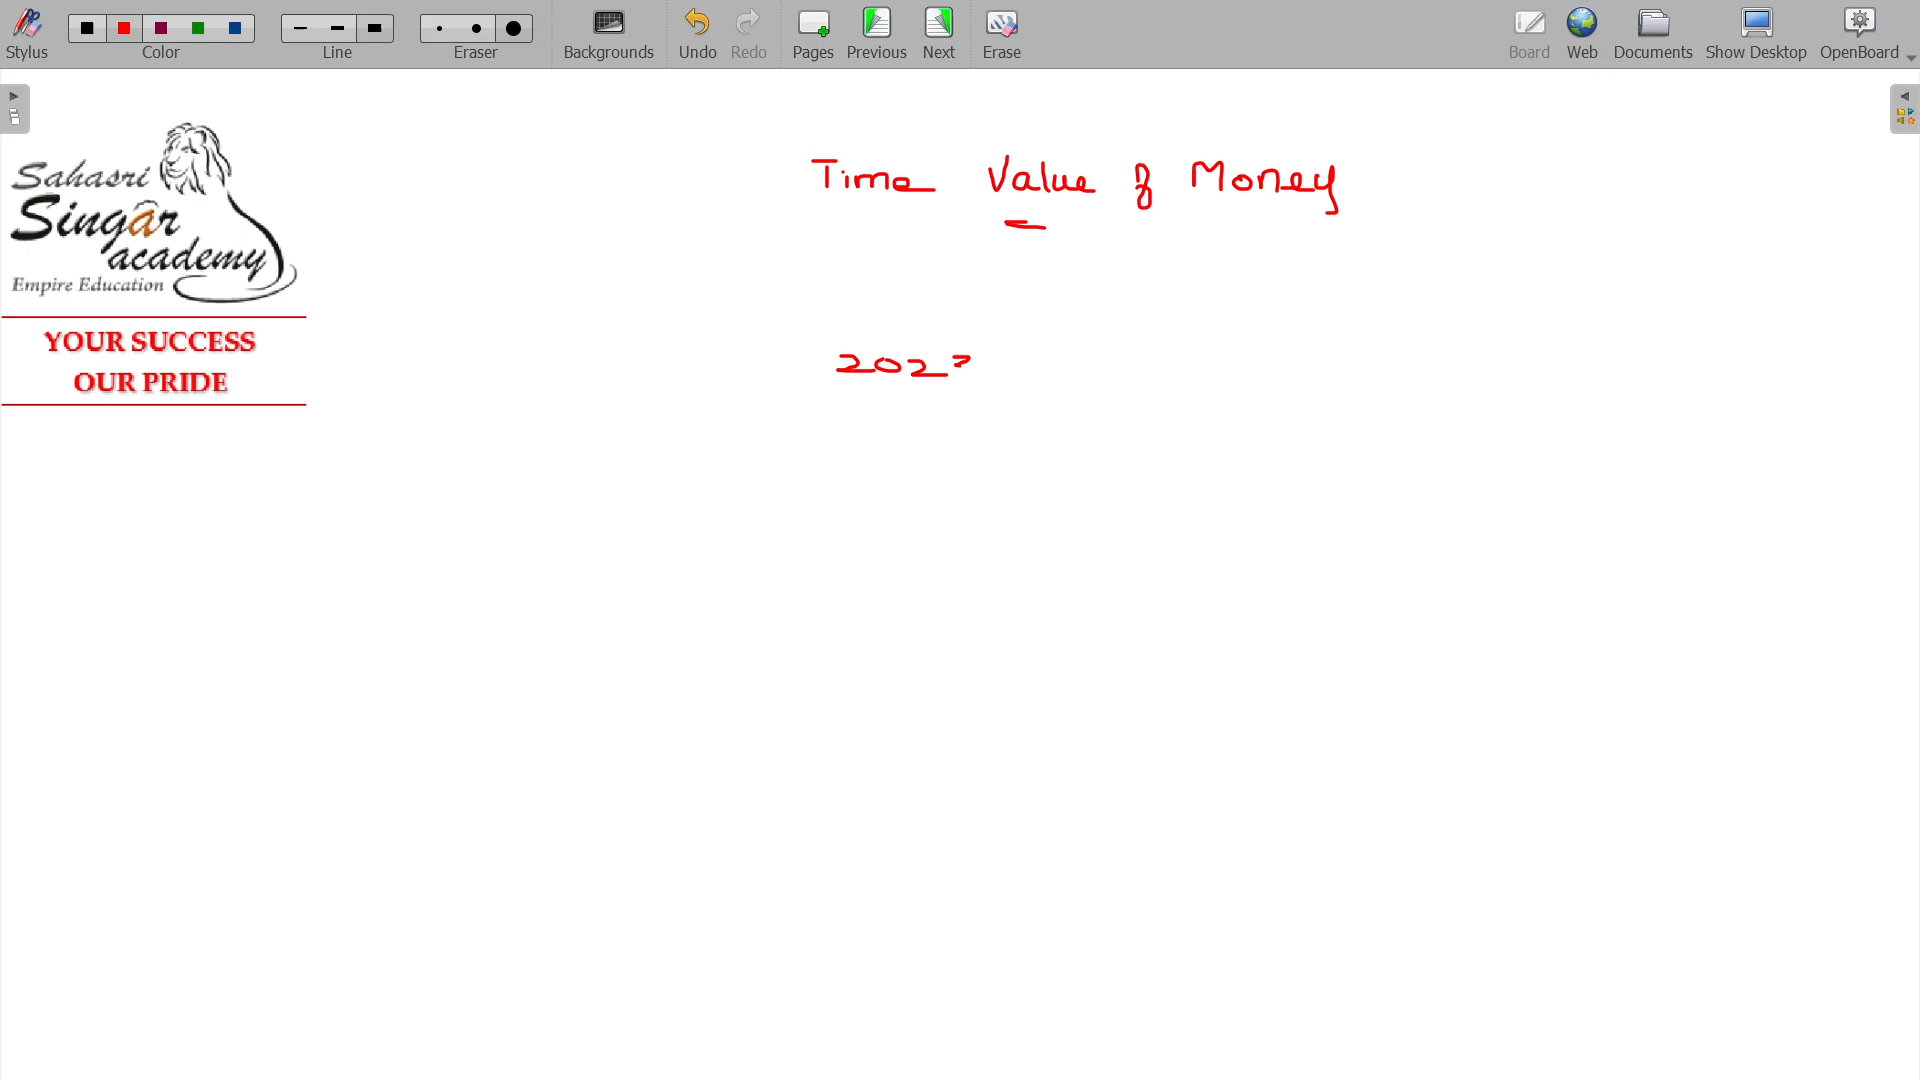 Stylus Color Line Eraser Backgrounds Undo Redo Pages Previous Next Erase Board Web Documents Show Desktop OpenBoard
Sahasri
Singar
academy
Empire Education
YOUR SUCCESS
OUR PRIDE
Time Value of Money
202